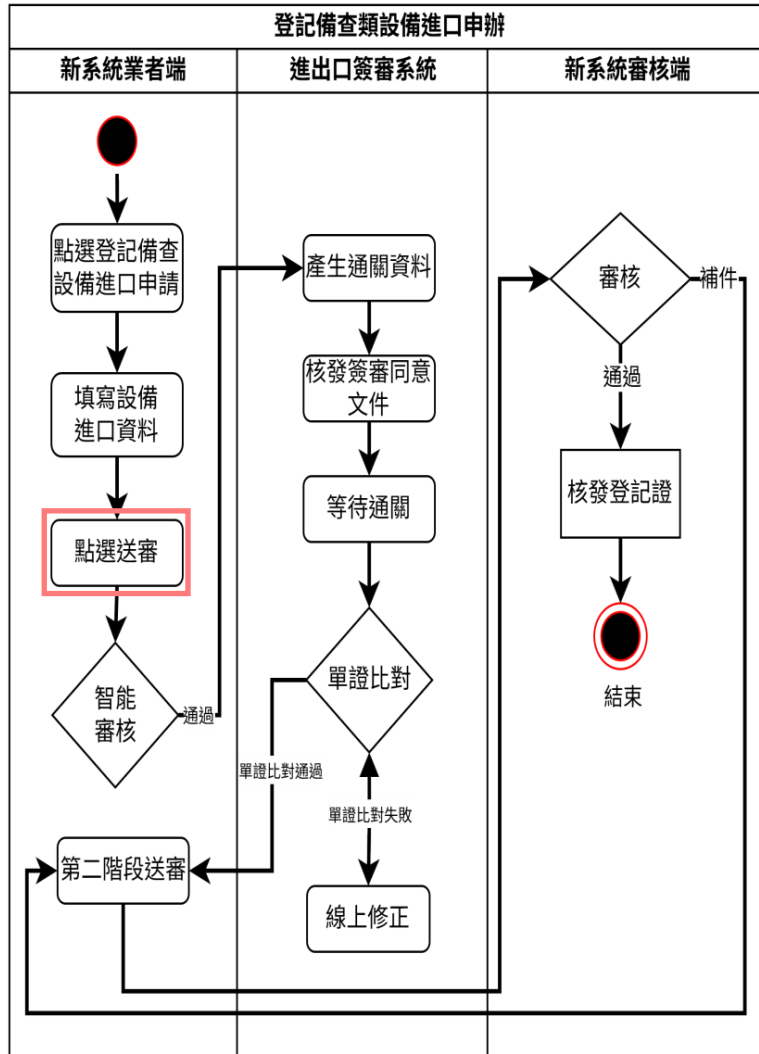 登記備查類設備進口申辦
新系統業者端
進出口簽審系統
新系統審核端
點選登記備查
設備進口申請
填寫設備
進口資料
點選送審
智能
審核
通過
第二階段送審
產生通關資料
核發簽審同意
文件
等待通關
單證比對
單證比對通過
單證比對失敗
線上修正
審核
補件
通過
核發登記證
結束